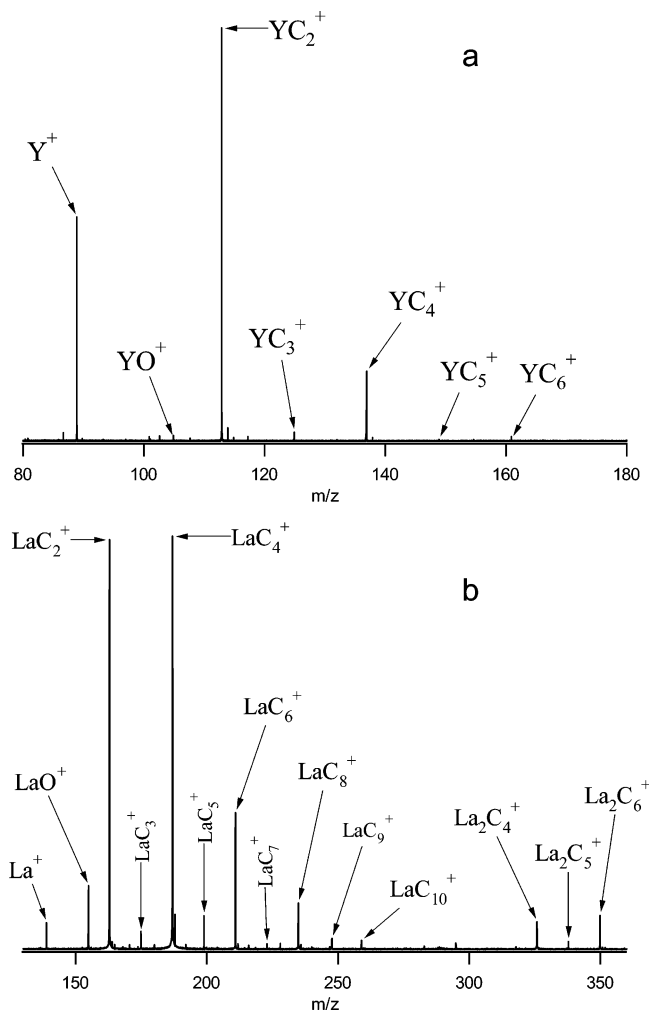 YC₂⁺
a
Y⁺
YC₄⁺
YO⁺
YC₃⁺
YC₅⁺
YC₆⁺
80 100 120 140 160 180
m/z
LaC₂⁺
LaC₄⁺
b
LaC₆⁺
LaO⁺
LaC₃⁺
LaC₅⁺
LaC₈⁺
La₂C₆⁺
La⁺
LaC₇⁺
LaC₉⁺
La₂C₄⁺
La₂C₅⁺
LaC₁₀⁺
150 200 250 300 350
m/z